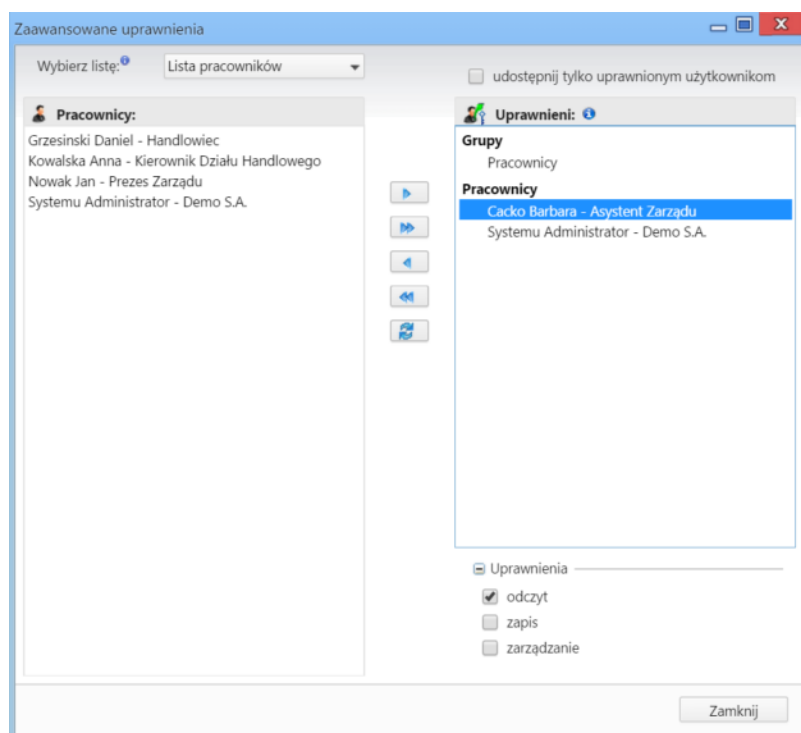 Zaawansowane uprawnienia
Wybierz listę:
Lista pracowników
udostępnij tylko uprawnionym użytkownikom
Pracownicy:
Grzesinski Daniel - Handlowiec
Kowalska Anna - Kierownik Działu Handlowego
Nowak Jan - Prezes Zarządu
Systemu Administrator - Demo S.A.
Uprawnieni:
Grupy
Pracownicy
Pracownicy
Cacko Barbara - Asystent Zarządu
Systemu Administrator - Demo S.A.
Uprawnienia
odczyt
zapis
zarządzanie
Zamknij